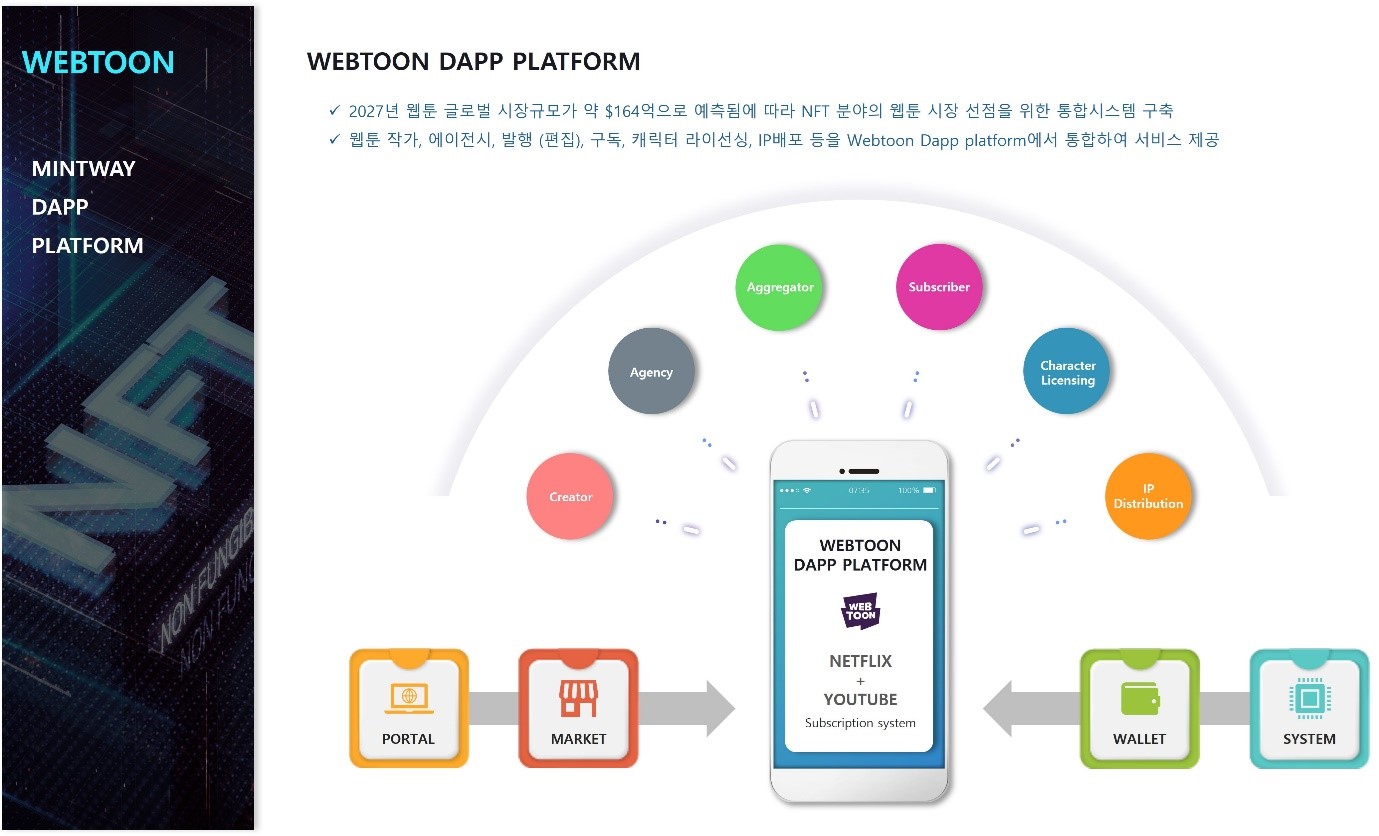 WEBTOON
MINTWAY
DAPP
PLATFORM
NFT
NON FUNGIB
NON FUN
WEBTOON DAPP PLATFORM
✓ 2027년 웹툰 글로벌 시장규모가 약 $164억으로 예측됨에 따라 NFT 분야의 웹툰 시장 선점을 위한 통합시스템 구축
✓ 웹툰 작가, 에이전시, 발행 (편집), 구독, 캐릭터 라이선싱, IP배포 등을 Webtoon Dapp platform에서 통합하여 서비스 제공
Aggregator
Subscriber
Agency
Character
Licensing
Creator
IP
Distribution
07:35
100%
WEBTOON
DAPP PLATFORM
WEB
TOON
NETFLIX
+
YOUTUBE
Subscription system
PORTAL
MARKET
WALLET
SYSTEM